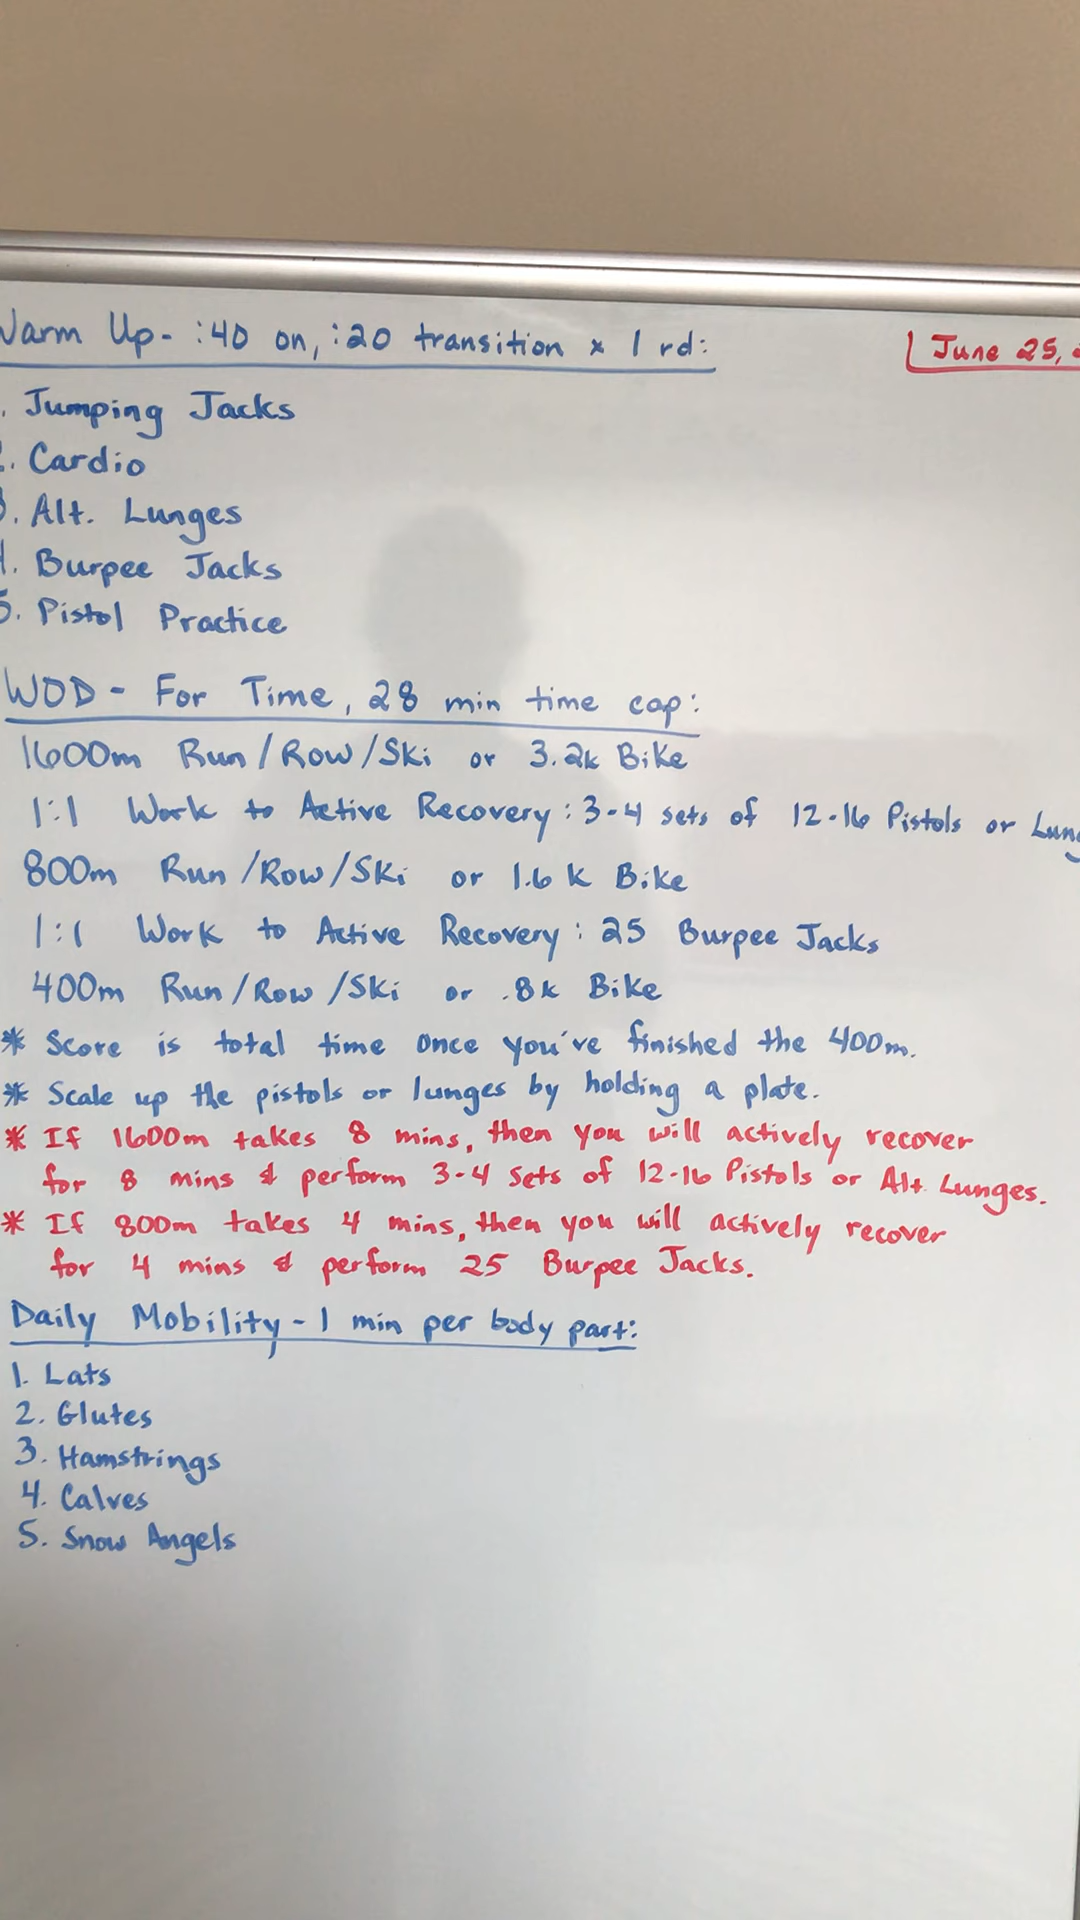 Warm Up- :40 on, :20 transition x 1 rd:
June 25,
. Jumping Jacks
2. Cardio
3. Alt. Lunges
4. Burpee Jacks
5. Pistol Practice
WOD - For Time, 28 min time cap:
1600m Run/Row/Ski or 3.2k Bike
1:1 Work to Active Recovery: 3-4 sets of 12-16 Pistols or Lung
800m Run/Row/Ski or 1.6k Bike
1:1 Work to Active Recovery: 25 Burpee Jacks
400m Run/Row/Ski or .8k Bike
* Score is total time once you've finished the 400m.
* Scale up the pistols or lunges by holding a plate.
* If 1600m takes 8 mins, then you will actively recover
for 8 mins & perform 3-4 sets of 12-16 Pistols or Alt. Lunges.
* If 800m takes 4 mins, then you will actively recover
for 4 mins & perform 25 Burpee Jacks.
Daily Mobility - 1 min per body part:
1. Lats
2. Glutes
3. Hamstrings
4. Calves
5. Snow Angels